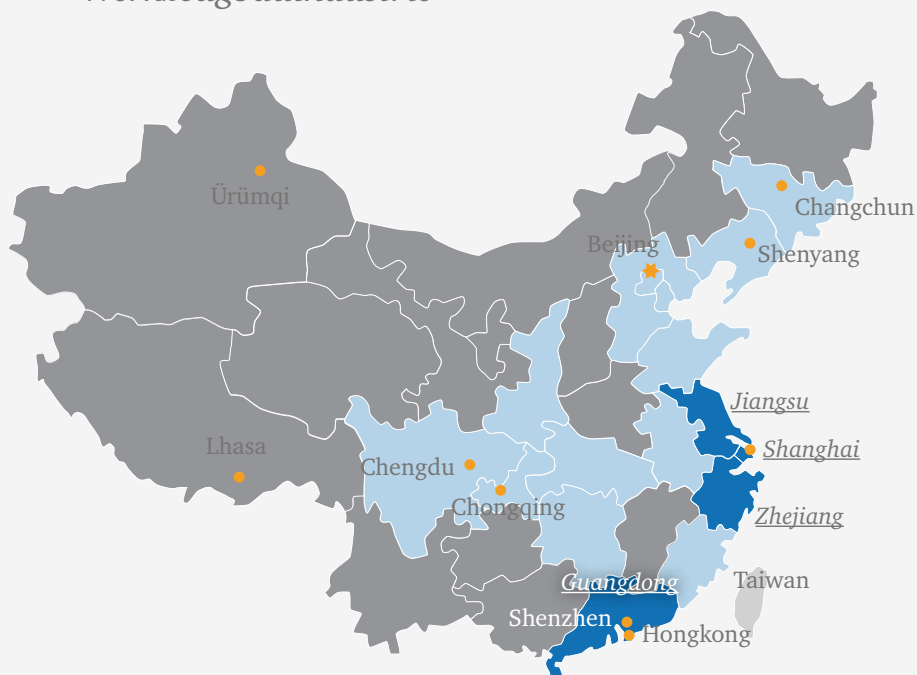 Ürümqi
Changchun
Beijing
Shenyang
Jiangsu
Lhasa
Shanghai
Chengdu
Chongqing
Zhejiang
Guangdong
Taiwan
Shenzhen
Hongkong